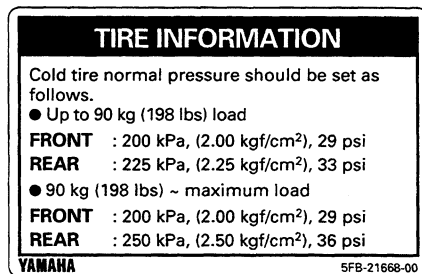 TIRE INFORMATION
Cold tire normal pressure should be set as
follows.
● Up to 90 kg (198 lbs) load
FRONT : 200 kPa, (2.00 kgf/cm²), 29 psi
REAR : 225 kPa, (2.25 kgf/cm²), 33 psi
● 90 kg (198 lbs) ~ maximum load
FRONT : 200 kPa, (2.00 kgf/cm²), 29 psi
REAR : 250 kPa, (2.50 kgf/cm²), 36 psi
YAMAHA 5FB-21668-00